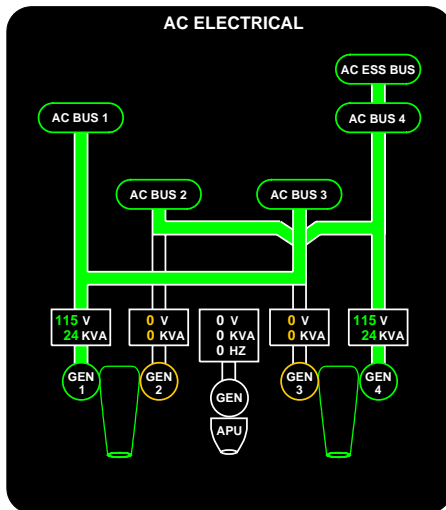 AC ELECTRICAL
AC ESS BUS
AC BUS 1
AC BUS 4
AC BUS 2
AC BUS 3
115 V
24 KVA
0 V
0 KVA
0 V
0 KVA
0 HZ
0 V
0 KVA
115 V
24 KVA
GEN
1
GEN
2
GEN
GEN
3
GEN
4
APU